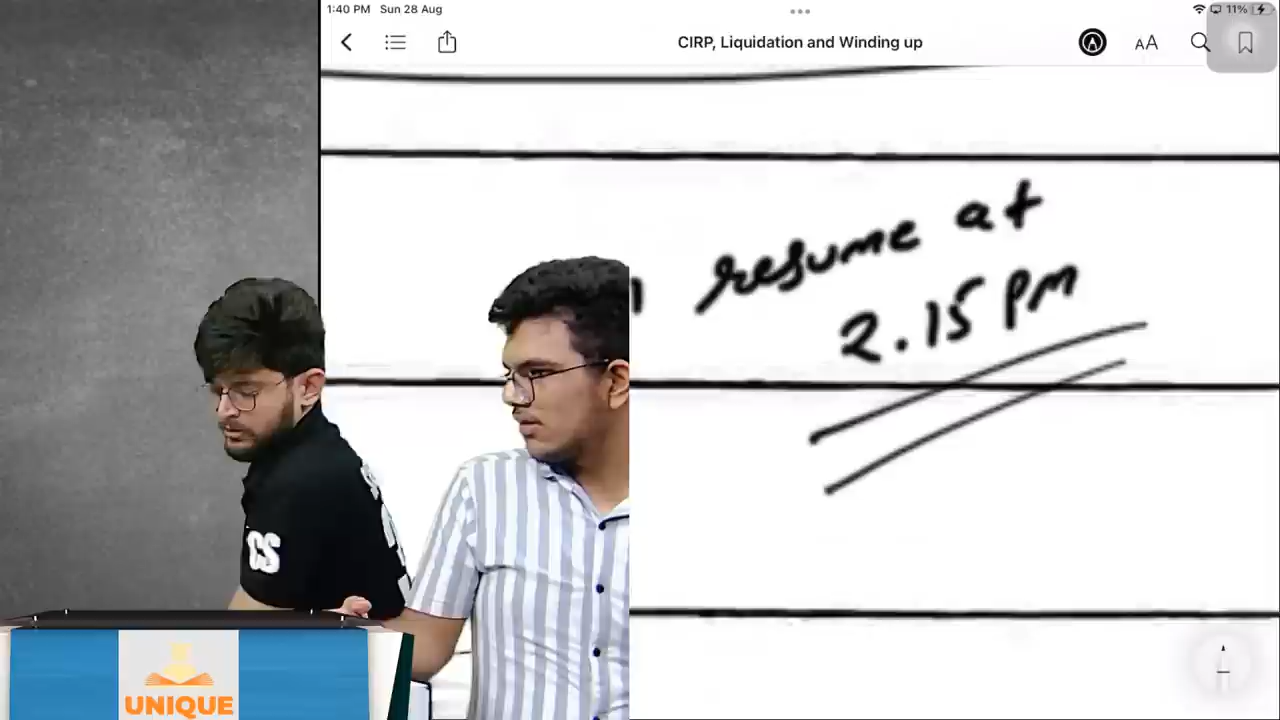 1:40 PM Sun 28 Aug
11%
CIRP, Liquidation and Winding up
AA
resume at
2.15 PM
CS
UNIQUE